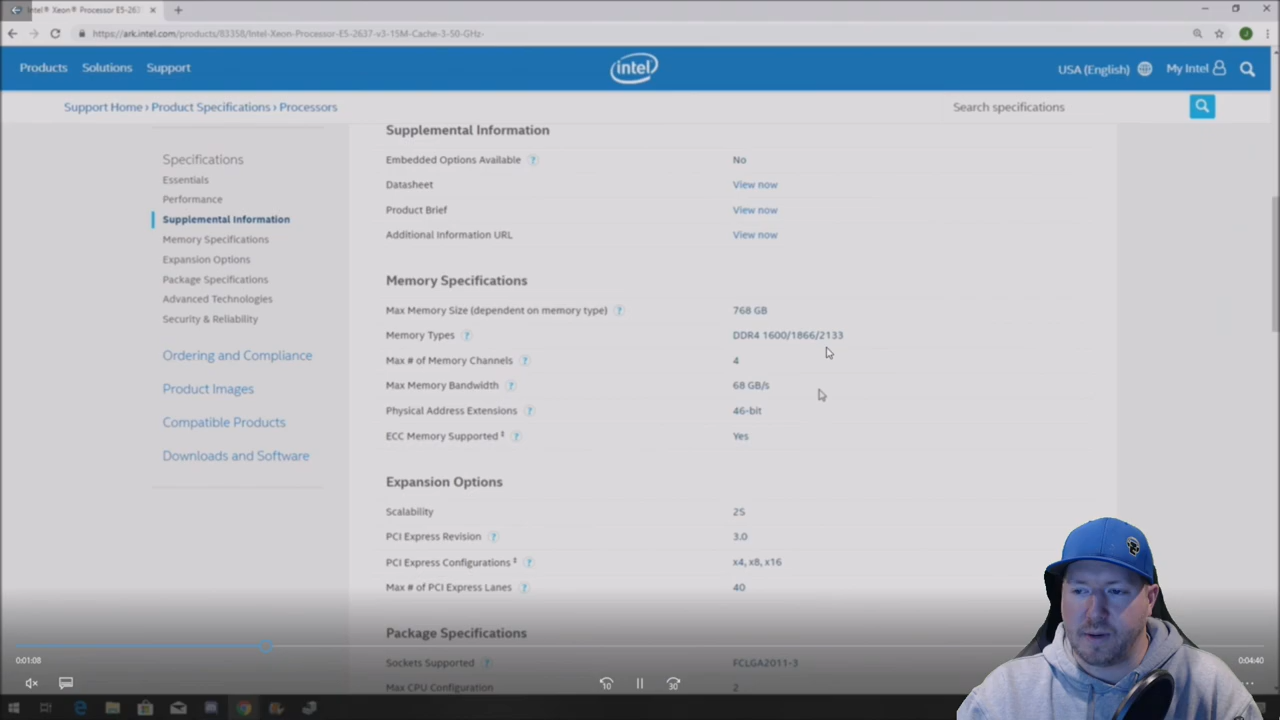 Intel® Xeon® Processor E5-263
https://ark.intel.com/products/83358/Intel-Xeon-Processor-E5-2637-v3-15M-Cache-3-50-GHz-
J
Products Solutions Support
intel
USA (English) My Intel
Support Home › Product Specifications › Processors
Search specifications
Specifications
Essentials
Performance
Supplemental Information
Memory Specifications
Expansion Options
Package Specifications
Advanced Technologies
Security & Reliability
Ordering and Compliance
Product Images
Compatible Products
Downloads and Software
Supplemental Information
Embedded Options Available ? No
Datasheet View now
Product Brief View now
Additional Information URL View now
Memory Specifications
Max Memory Size (dependent on memory type) ? 768 GB
Memory Types ? DDR4 1600/1866/2133
Max # of Memory Channels ? 4
Max Memory Bandwidth ? 68 GB/s
Physical Address Extensions ? 46-bit
ECC Memory Supported ‡ ? Yes
Expansion Options
Scalability 2S
PCI Express Revision ? 3.0
PCI Express Configurations ‡ ? x4, x8, x16
Max # of PCI Express Lanes ? 40
Package Specifications
Sockets Supported ? FCLGA2011-3
Max CPU Configuration 2
0:01:08
0:04:40
10
30